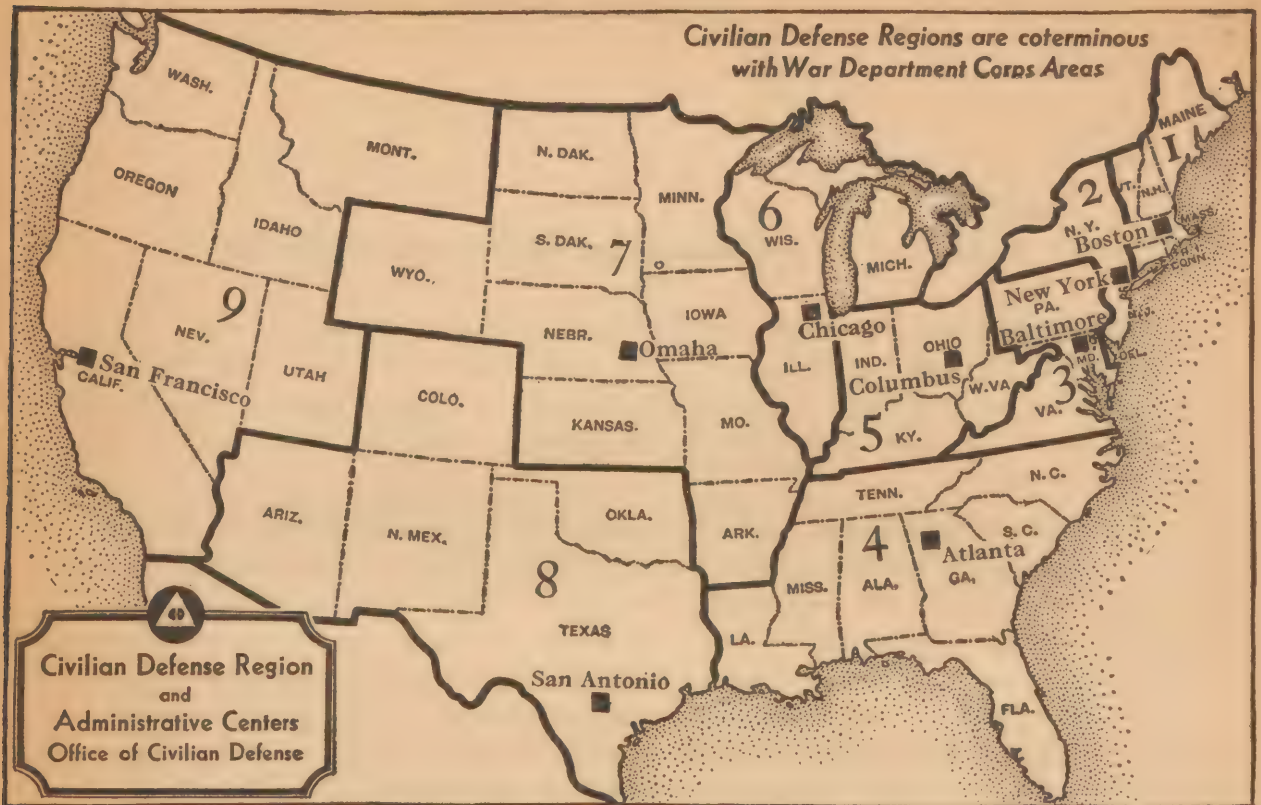 Civilian Defense Regions are coterminous
with War Department Corps Areas
WASH.
OREGON
IDAHO
MONT.
WYO.
NEV.
9
UTAH
San Francisco
CALIF.
COLO.
ARIZ.
N. MEX.
N. DAK.
S. DAK.
7
NEBR.
Omaha
KANSAS.
MINN.
IOWA
MO.
ARK.
OKLA.
8
TEXAS
San Antonio
6
WIS.
MICH.
Chicago
ILL.
IND.
OHIO
Columbus
W.VA
5
KY.
MAINE
1
VT.
N.H.
MASS.
Boston
CONN.
2
N. Y.
New York
PA.
N.J.
Baltimore
MD.
DEL.
3
VA.
TENN.
N. C.
S. C.
4
Atlanta
MISS.
ALA.
GA.
LA.
FLA.
Civilian Defense Region
and
Administrative Centers
Office of Civilian Defense